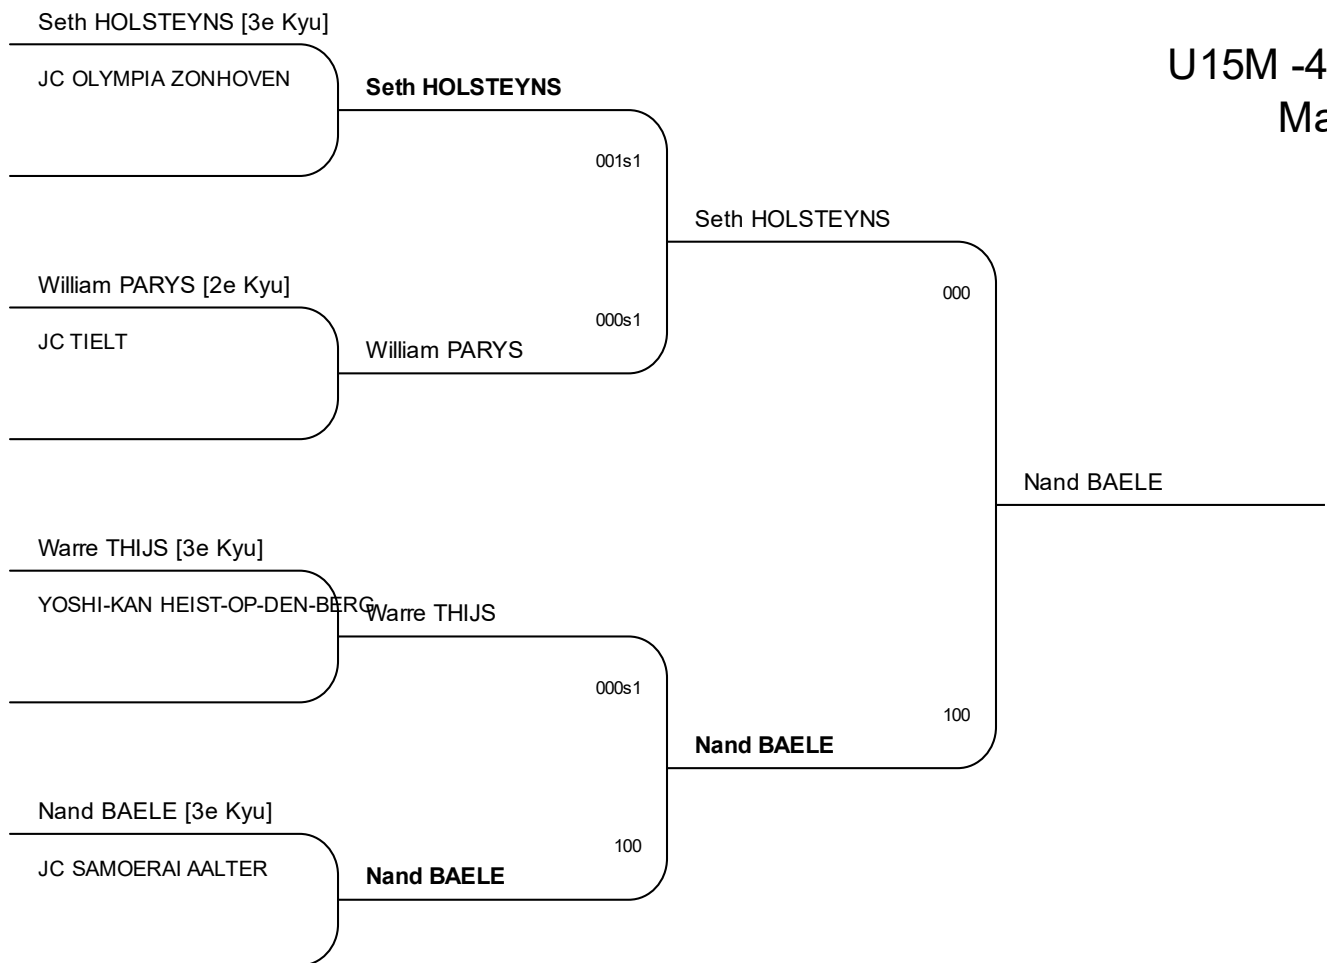 Seth HOLSTEYNS [3e Kyu]
JC OLYMPIA ZONHOVEN
Seth HOLSTEYNS
U15M -4
Ma
001s1
Seth HOLSTEYNS
William PARYS [2e Kyu]
000
000s1
JC TIELT
William PARYS
Nand BAELE
Warre THIJS [3e Kyu]
YOSHI-KAN HEIST-OP-DEN-BERG
Warre THIJS
000s1
100
Nand BAELE
Nand BAELE [3e Kyu]
100
JC SAMOERAI AALTER
Nand BAELE